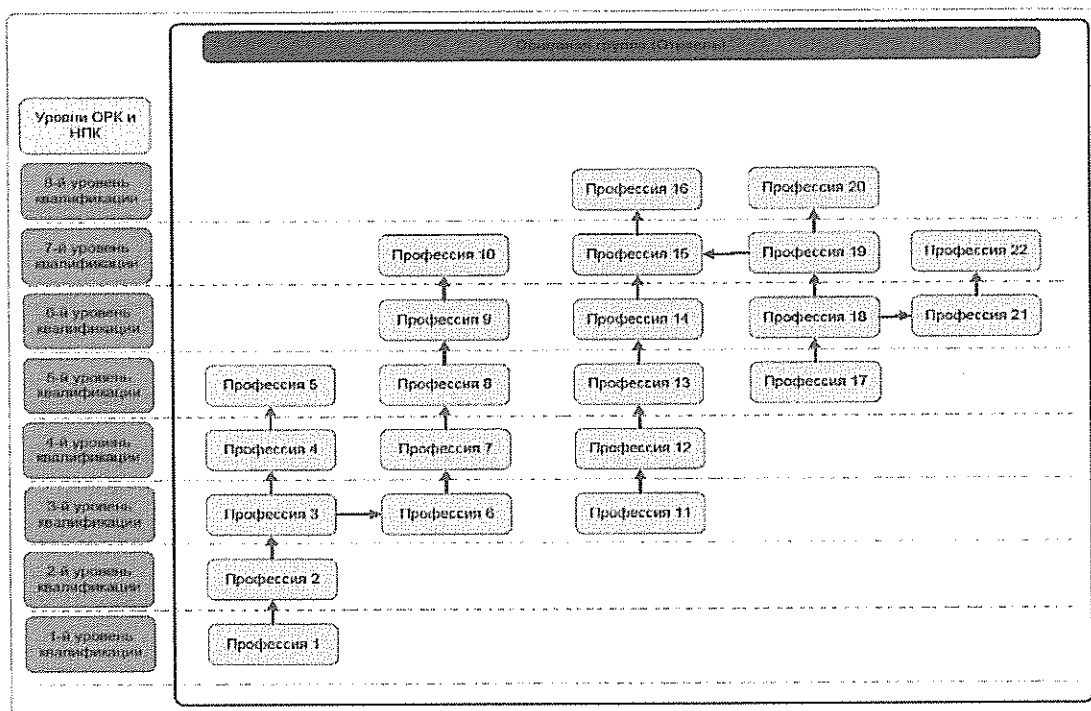 Основная группа (Отрасль)
Уровни ОРК и
НПК
8-й уровень
квалификации
Профессия 16
Профессия 20
7-й уровень
квалификации
Профессия 10
Профессия 15
Профессия 19
Профессия 22
6-й уровень
квалификации
Профессия 9
Профессия 14
Профессия 18
Профессия 21
5-й уровень
квалификации
Профессия 5
Профессия 8
Профессия 13
Профессия 17
4-й уровень
квалификации
Профессия 4
Профессия 7
Профессия 12
3-й уровень
квалификации
Профессия 3
Профессия 6
Профессия 11
2-й уровень
квалификации
Профессия 2
1-й уровень
квалификации
Профессия 1